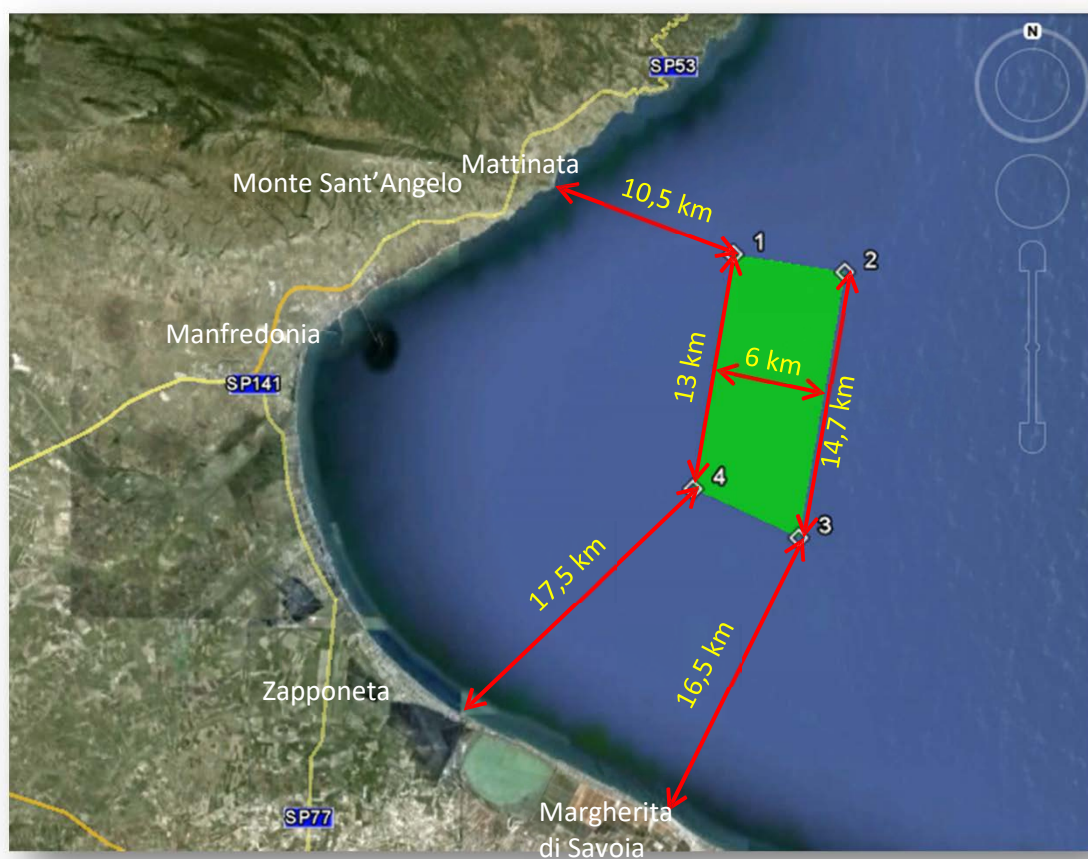 N
SP53
Mattinata
Monte Sant'Angelo
10,5 km
1
2
Manfredonia
SP141
13 km
6 km
14,7 km
4
3
17,5 km
16,5 km
Zapponeta
SP77
Margherita
di Savoia